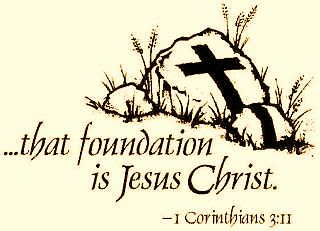 ...that foundation
is Jesus Christ.
–1 Corinthians 3:11